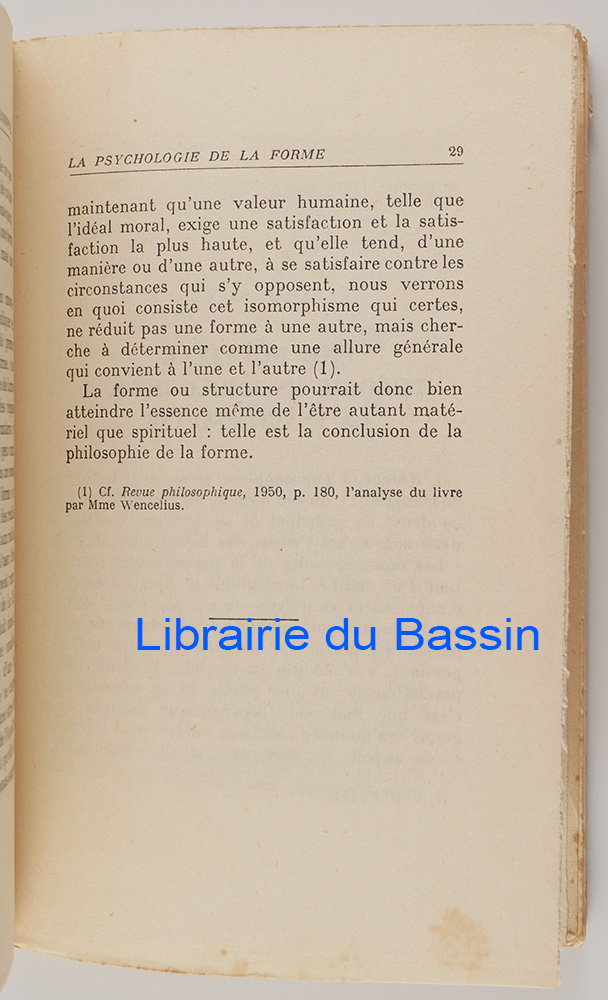 LA PSYCHOLOGIE DE LA FORME 29
maintenant qu'une valeur humaine, telle que
l'idéal moral, exige une satisfaction et la satis-
faction la plus haute, et qu'elle tend, d'une
manière ou d'une autre, à se satisfaire contre les
circonstances qui s'y opposent, nous verrons
en quoi consiste cet isomorphisme qui certes,
ne réduit pas une forme à une autre, mais cher-
che à déterminer comme une allure générale
qui convient à l'une et l'autre (1).
La forme ou structure pourrait donc bien
atteindre l'essence même de l'être autant maté-
riel que spirituel : telle est la conclusion de la
philosophie de la forme.
(1) Cf. Revue philosophique, 1950, p. 180, l'analyse du livre
par Mme Wencelius.
Librairie du Bassin